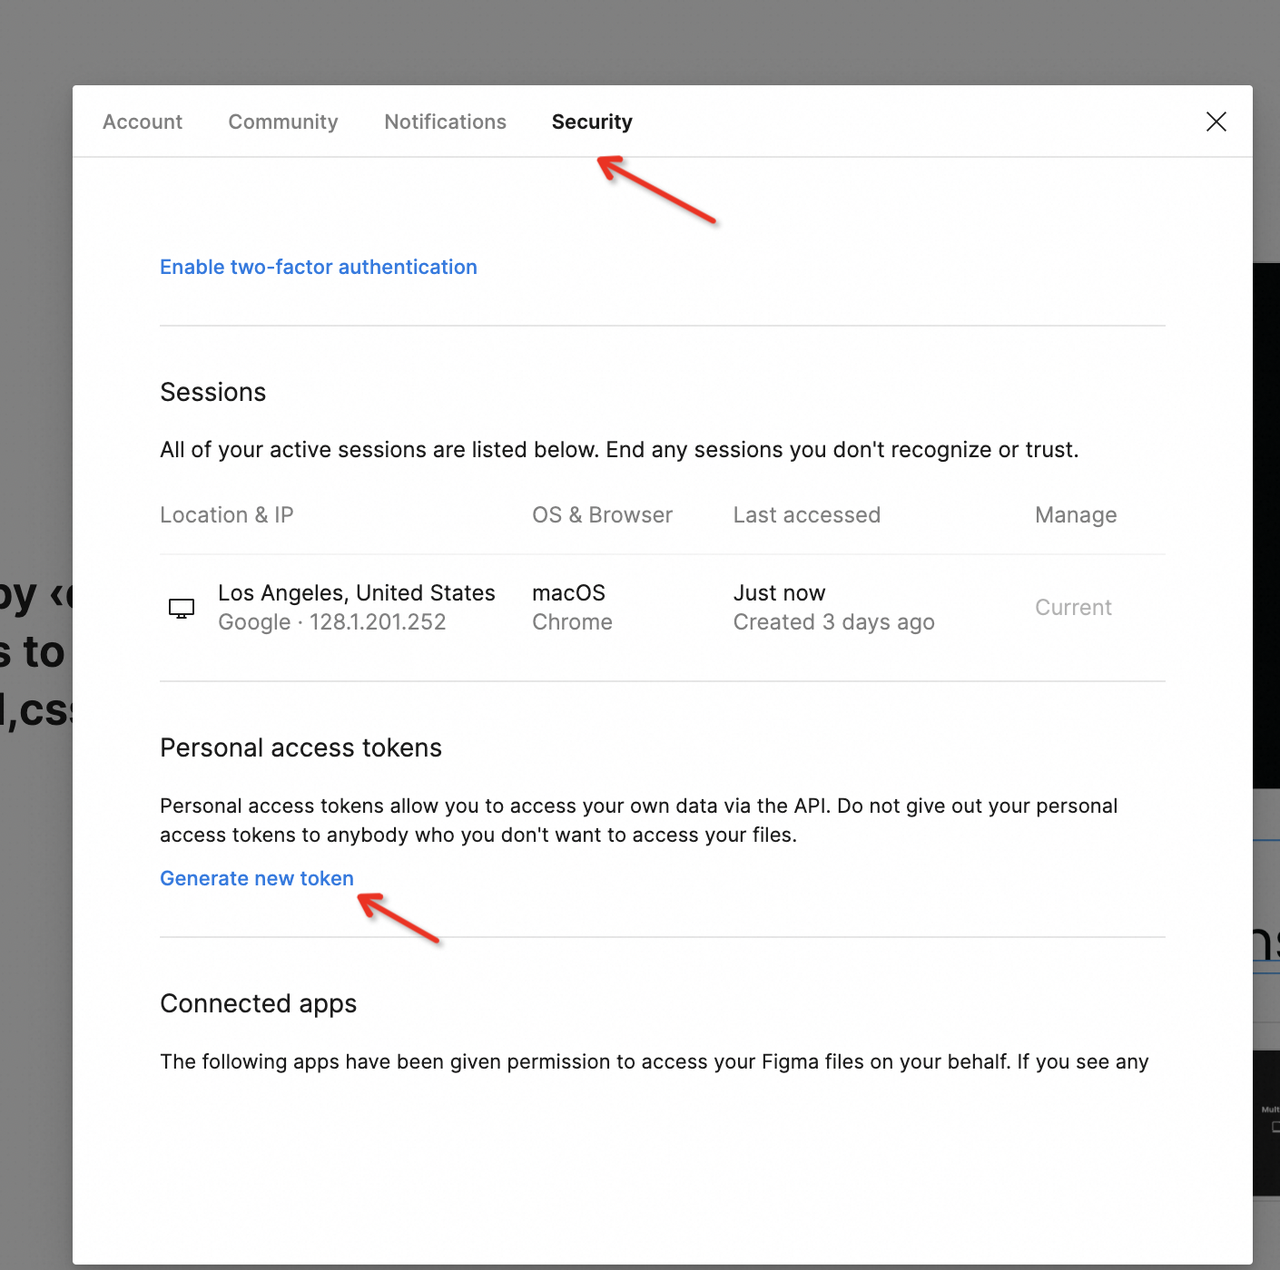 Account Community Notifications Security
Enable two-factor authentication
Sessions
All of your active sessions are listed below. End any sessions you don't recognize or trust.
Location & IP OS & Browser Last accessed Manage
Los Angeles, United States macOS Just now
Google · 128.1.201.252 Chrome Created 3 days ago
Current
s to
Personal access tokens
Personal access tokens allow you to access your own data via the API. Do not give out your personal
access tokens to anybody who you don't want to access your files.
Generate new token
Connected apps
The following apps have been given permission to access your Figma files on your behalf. If you see any